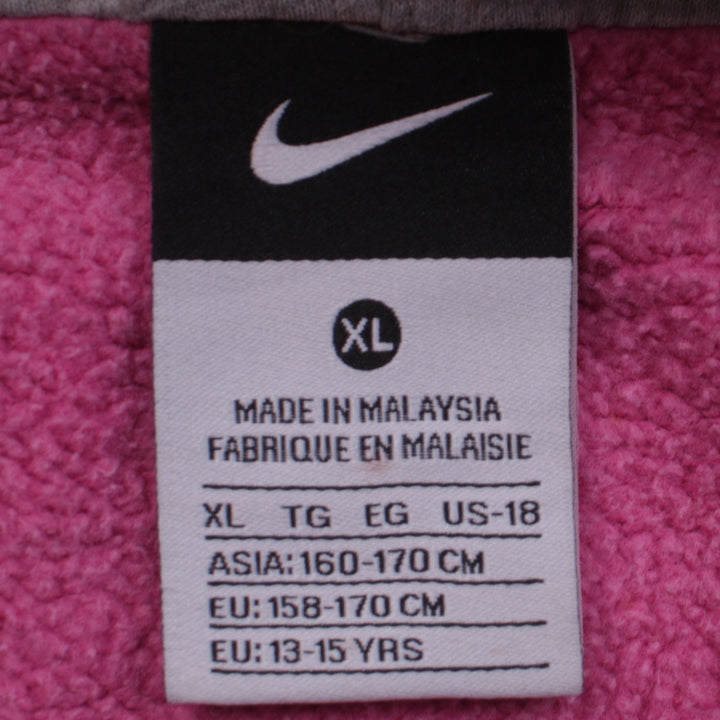 XL
MADE IN MALAYSIA
FABRIQUE EN MALAISIE
XL TG EG US-18
ASIA: 160-170 CM
EU: 158-170 CM
EU: 13-15 YRS